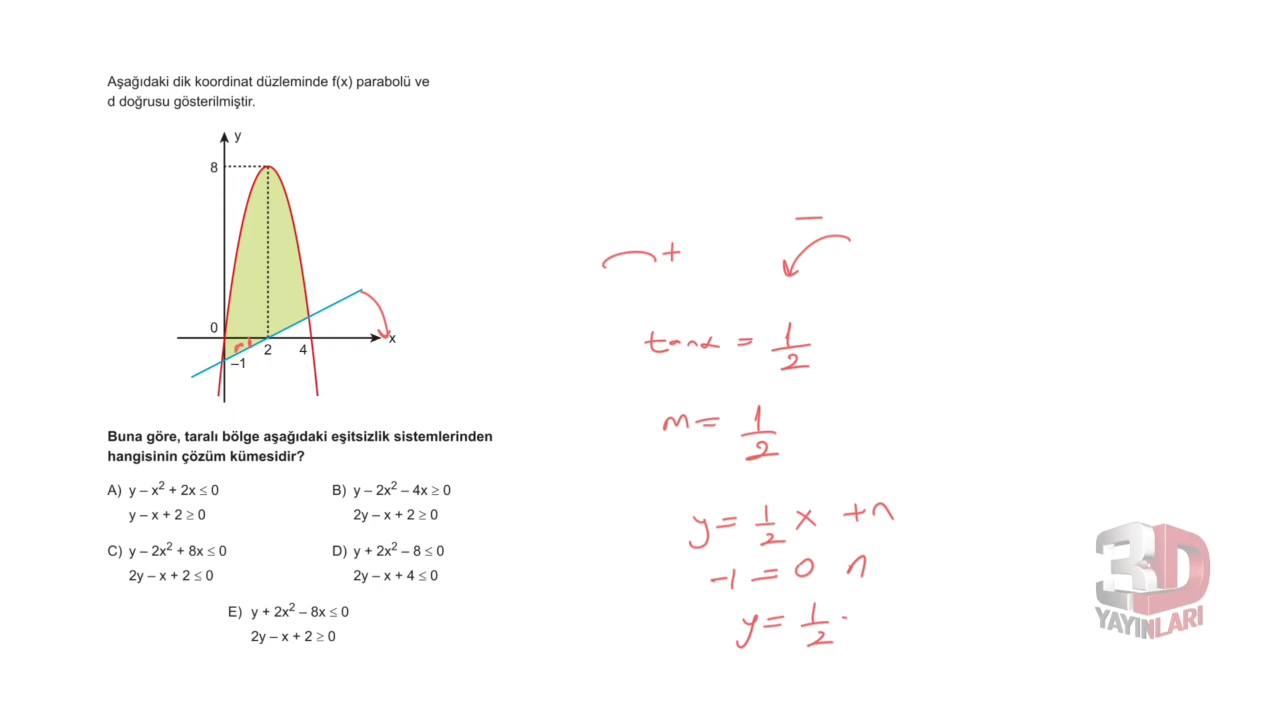 Aşağıdaki dik koordinat düzleminde f(x) parabolü ve
d doğrusu gösterilmiştir.
y
8
0
x
–1
2
4
Buna göre, taralı bölge aşağıdaki eşitsizlik sistemlerinden
hangisinin çözüm kümesidir?
A) y – x² + 2x ≤ 0
y – x + 2 ≥ 0
B) y – 2x² – 4x ≥ 0
2y – x + 2 ≥ 0
C) y – 2x² + 8x ≤ 0
2y – x + 2 ≤ 0
D) y + 2x² – 8 ≤ 0
2y – x + 4 ≤ 0
E) y + 2x² – 8x ≤ 0
2y – x + 2 ≥ 0
+
–
tanα = 1/2
m = 1/2
y = 1/2 x + n
-1 = 0 n
y = 1/2
3D
YAYINLARI